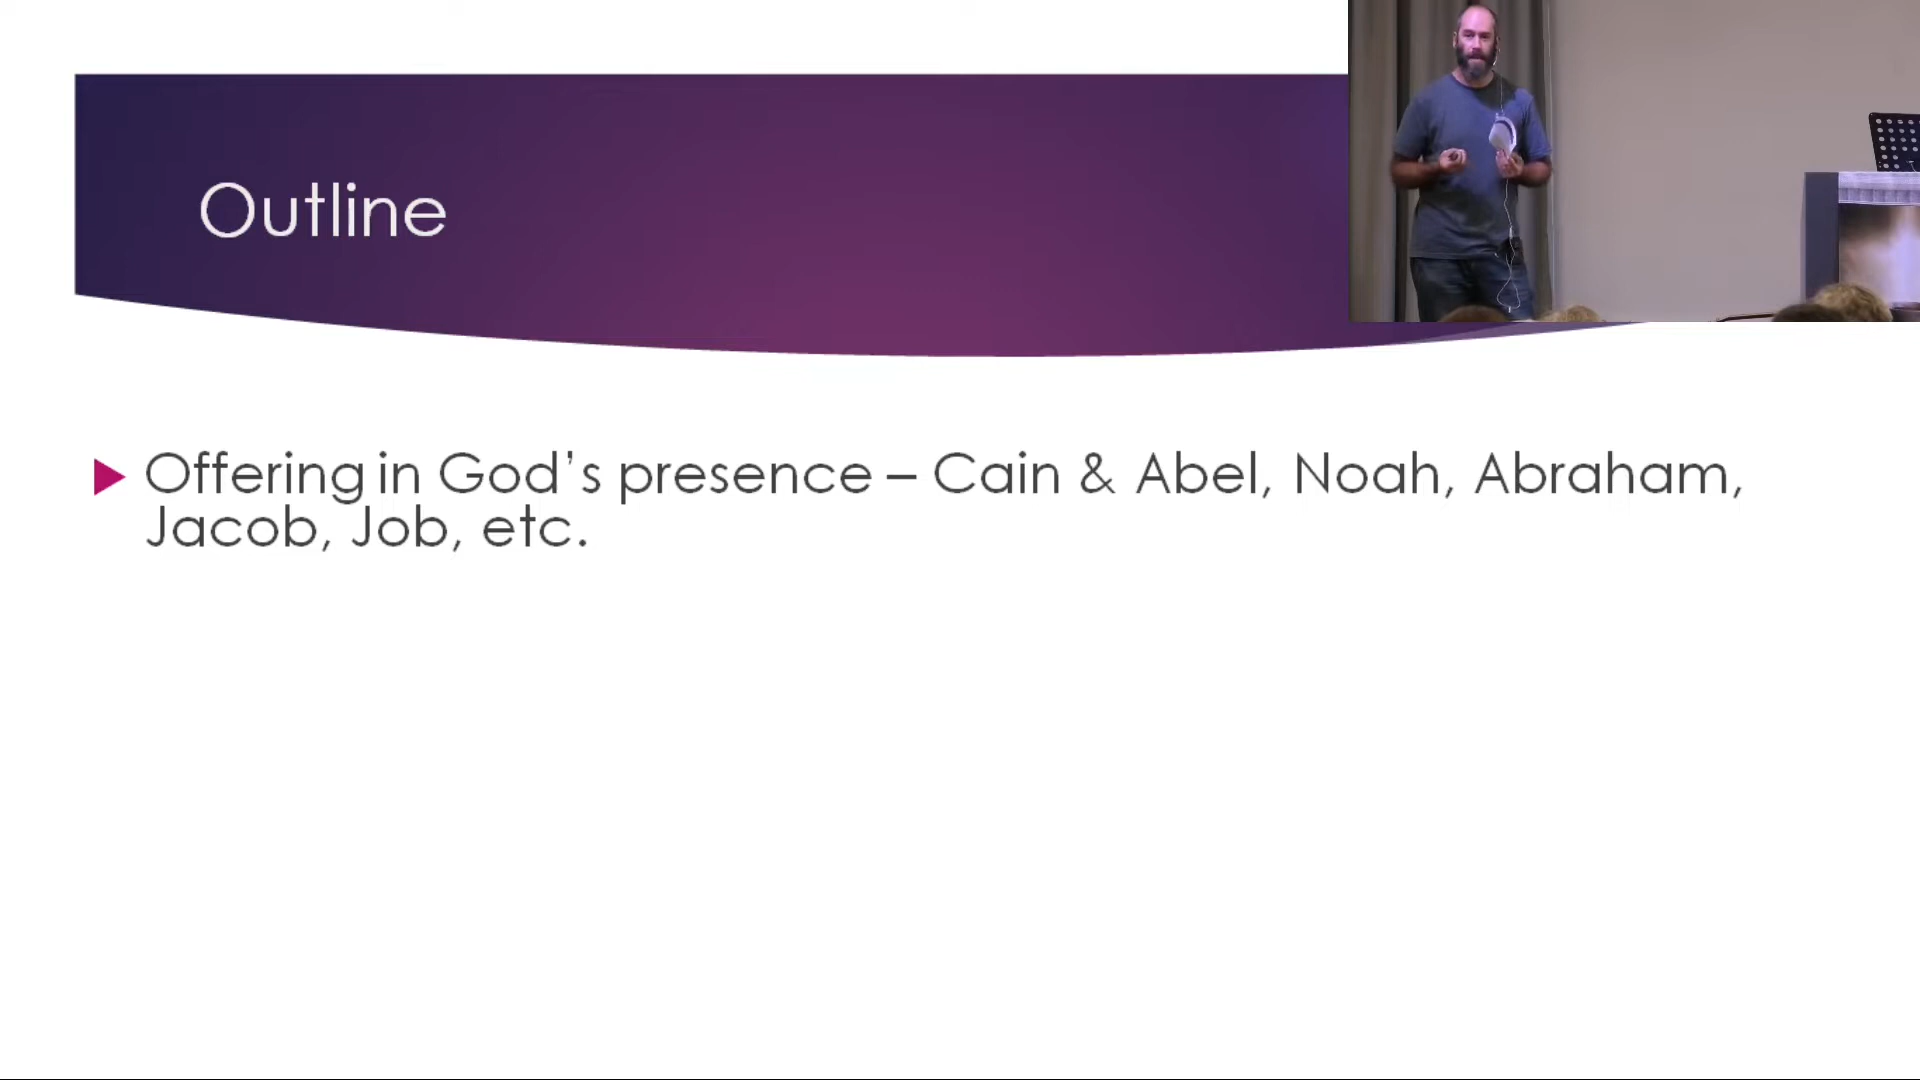 Outline
Offering in God's presence – Cain & Abel, Noah, Abraham,
Jacob, Job, etc.